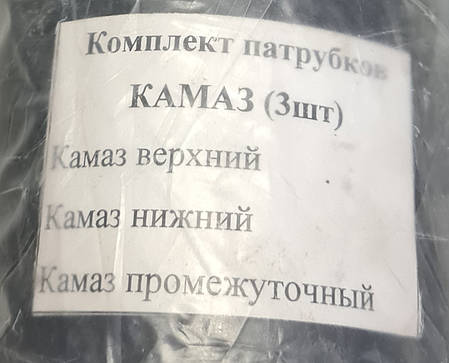 Комплект патрубков
КАМАЗ (3шт)
Камаз верхний
Камаз нижний
Камаз промежуточный